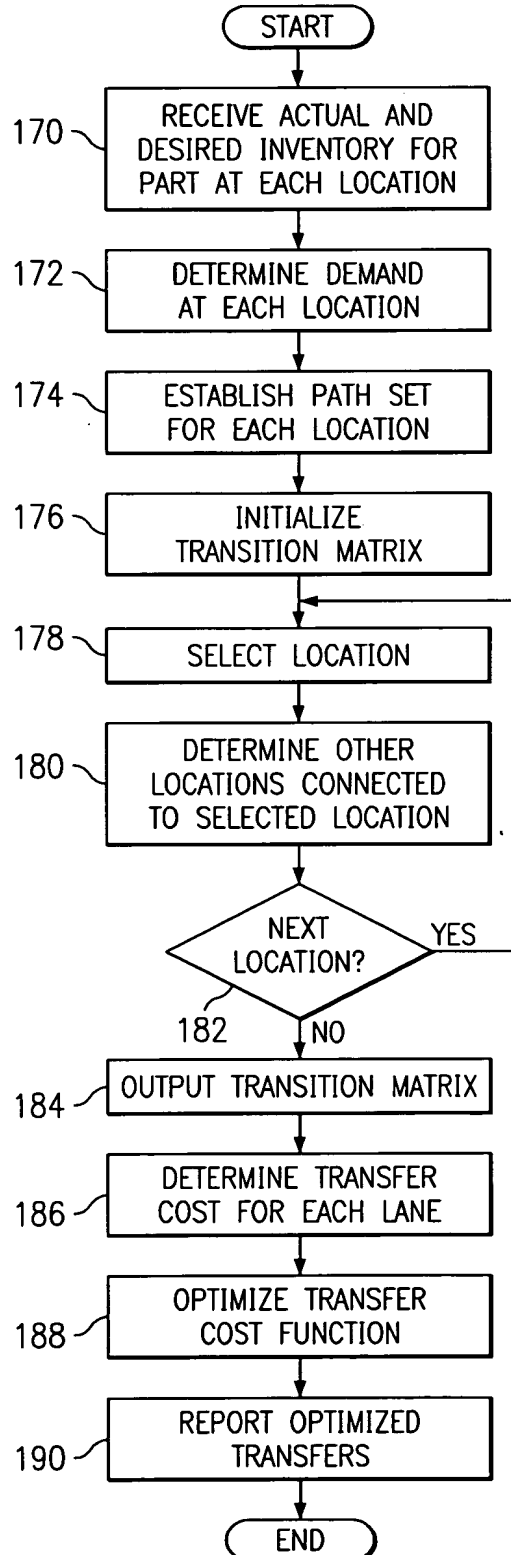 START
170
RECEIVE ACTUAL AND
DESIRED INVENTORY FOR
PART AT EACH LOCATION
172
DETERMINE DEMAND
AT EACH LOCATION
174
ESTABLISH PATH SET
FOR EACH LOCATION
176
INITIALIZE
TRANSITION MATRIX
178
SELECT LOCATION
180
DETERMINE OTHER
LOCATIONS CONNECTED
TO SELECTED LOCATION
NEXT
LOCATION?
YES
182
NO
184
OUTPUT TRANSITION MATRIX
186
DETERMINE TRANSFER
COST FOR EACH LANE
188
OPTIMIZE TRANSFER
COST FUNCTION
190
REPORT OPTIMIZED
TRANSFERS
END